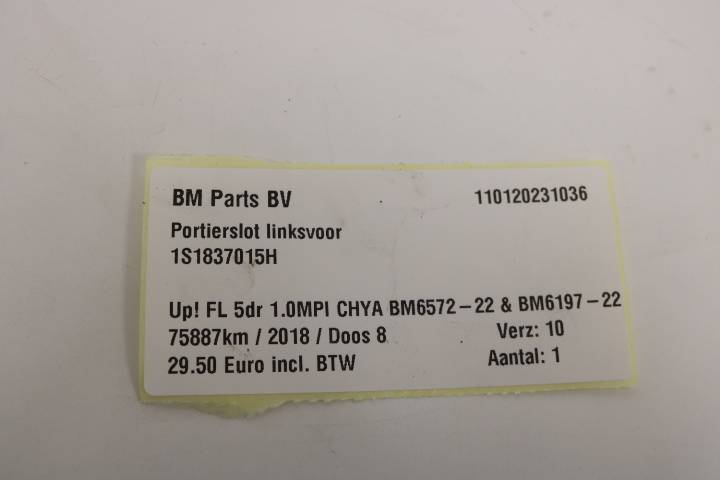 BM Parts BV 110120231036
Portierslot linksvoor
1S1837015H
Up! FL 5dr 1.0MPI CHYA BM6572-22 & BM6197-22
75887km / 2018 / Doos 8 Verz: 10
29.50 Euro incl. BTW Aantal: 1